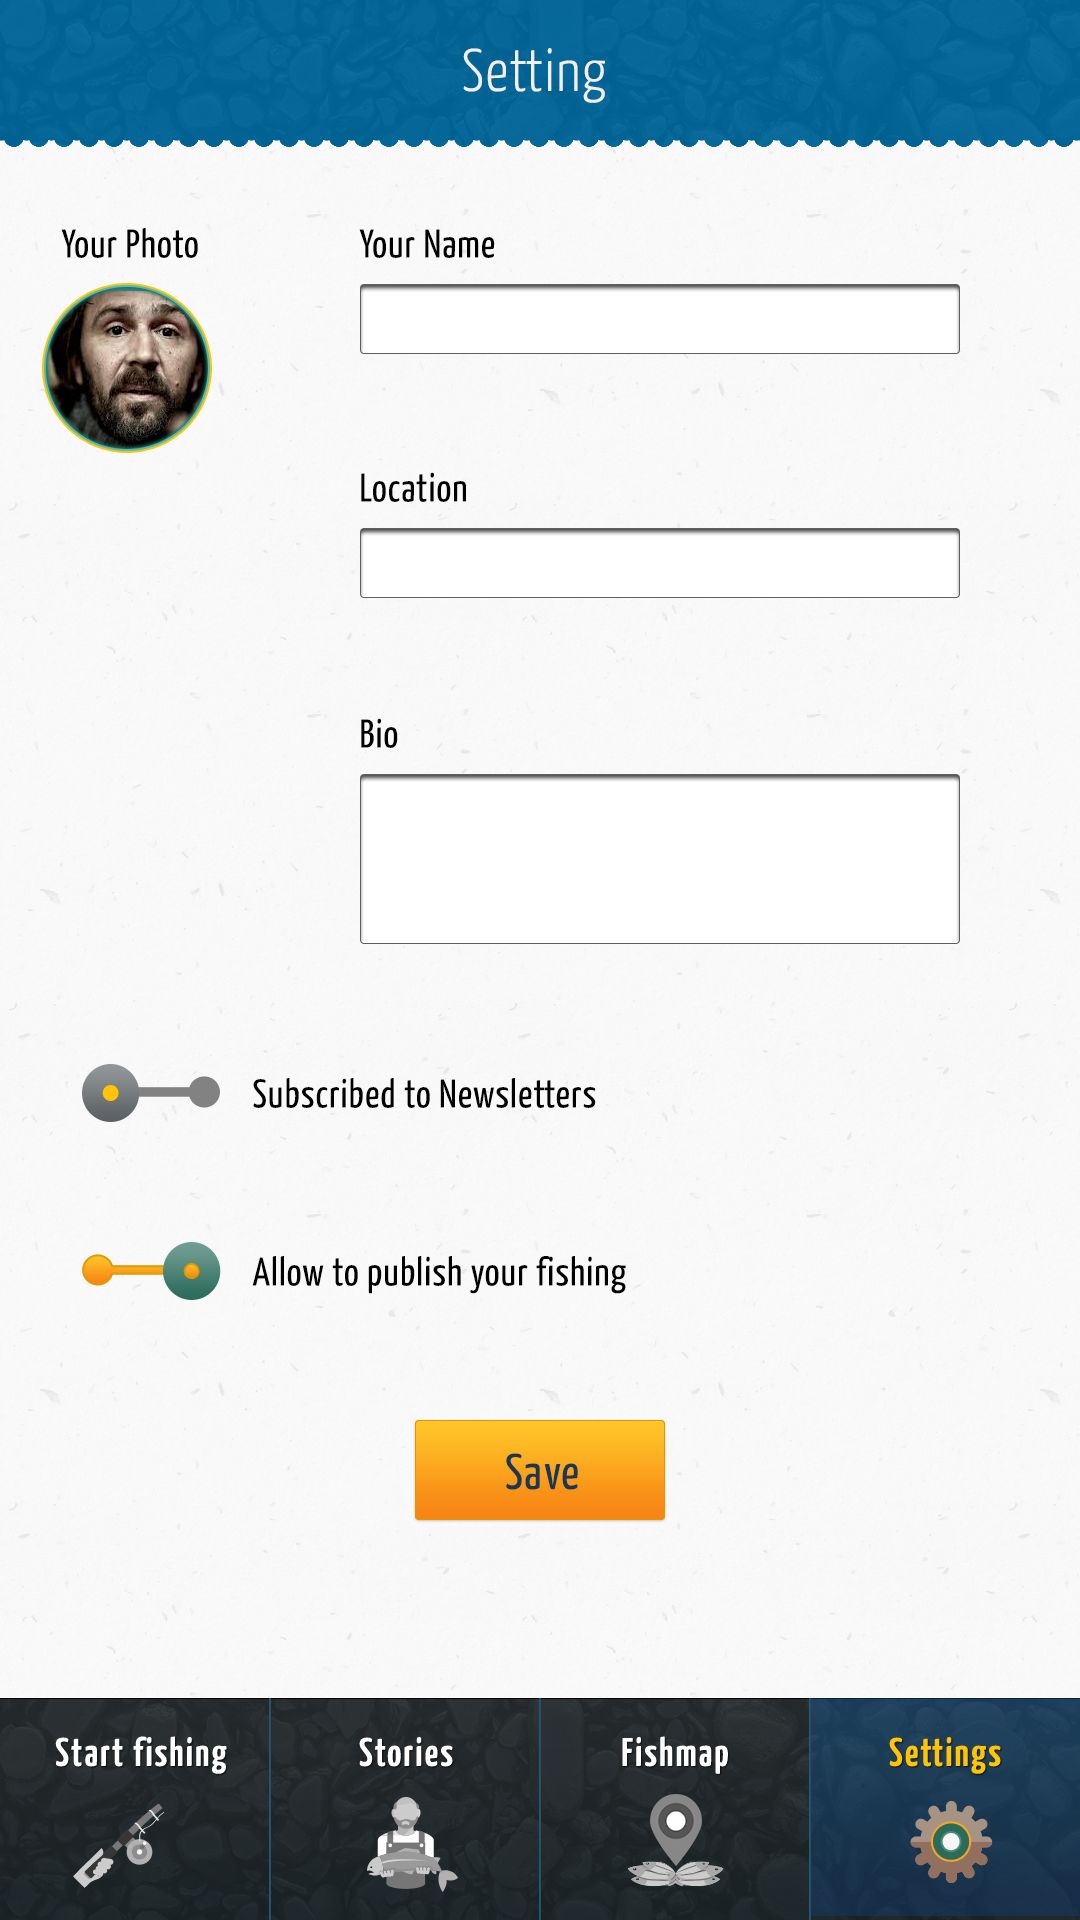 Setting
Your Photo
Your Name
Location
Bio
Subscribed to Newsletters
Allow to publish your fishing
Save
Start fishing
Stories
Fishmap
Settings